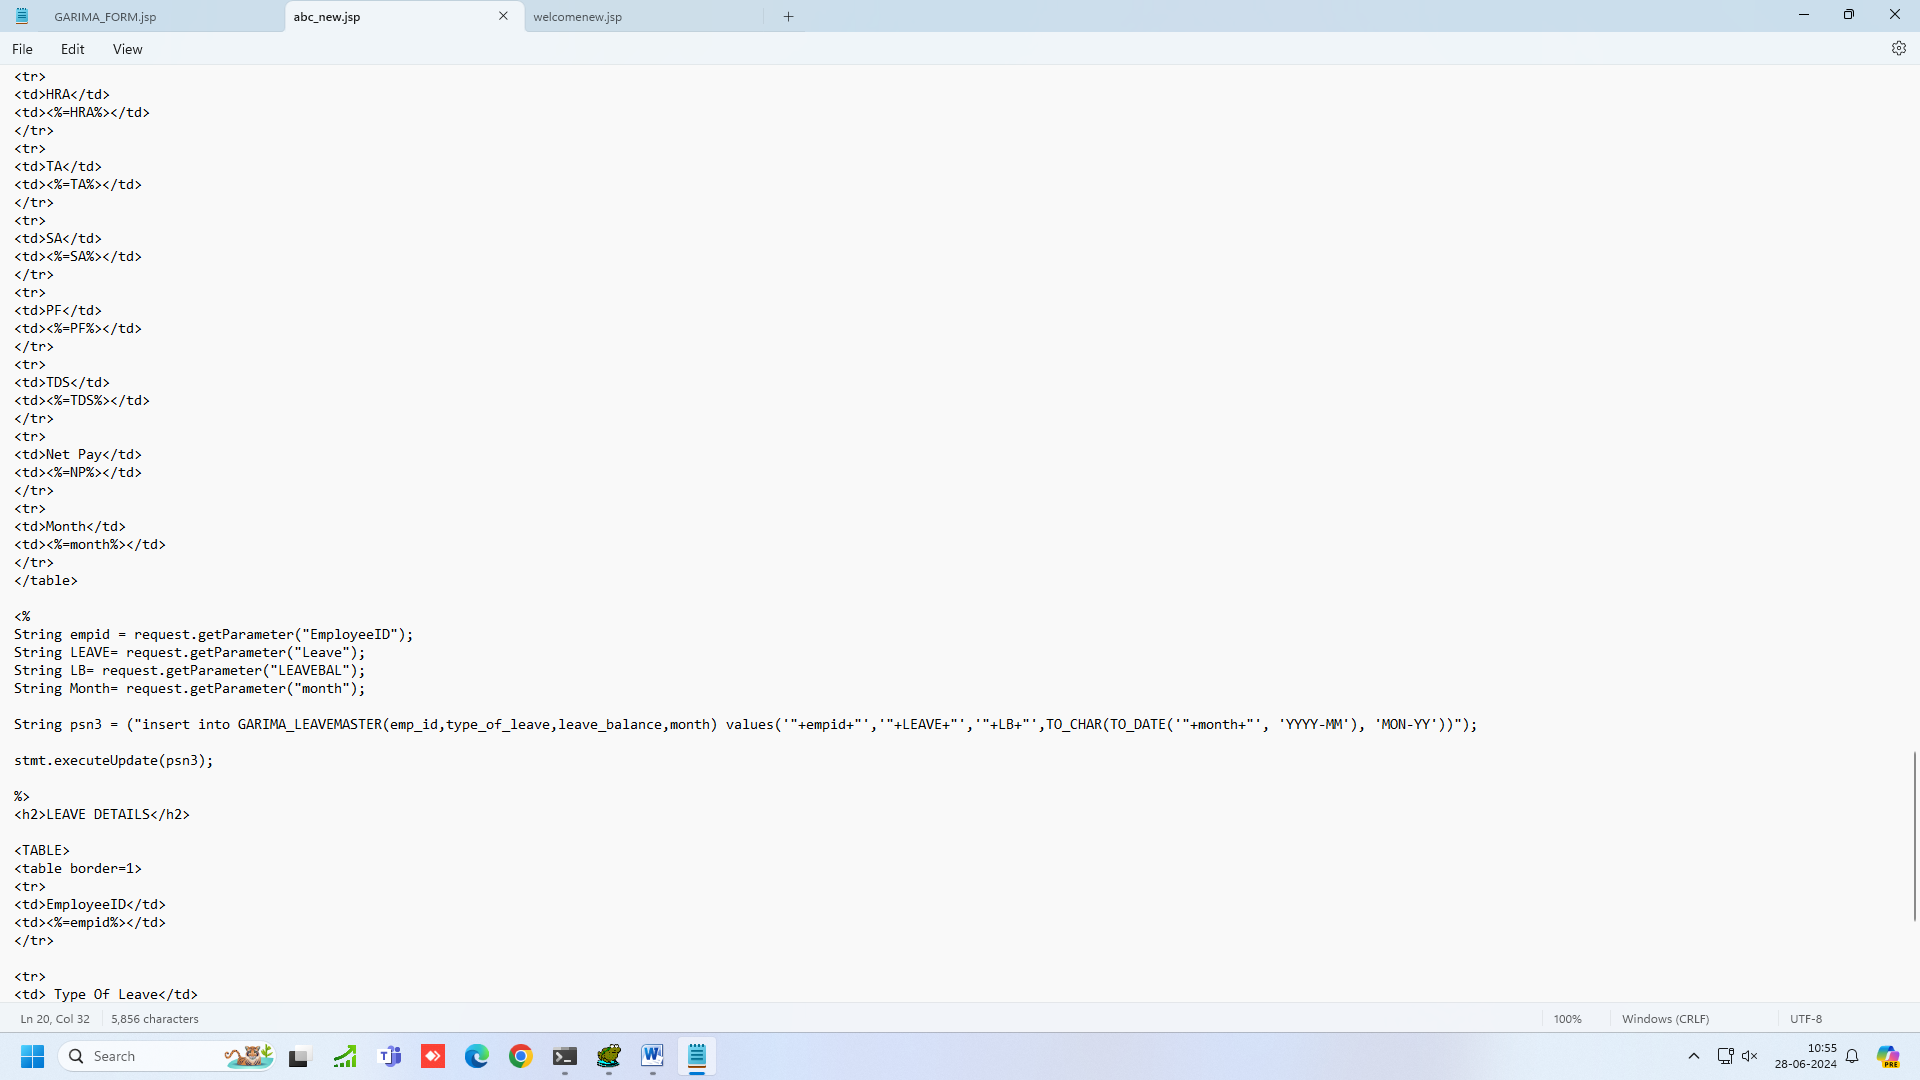 GARIMA_FORM.jsp
abc_new.jsp
welcomenew.jsp
File Edit View
<tr>
<td>HRA</td>
<td><%=HRA%></td>
</tr>
<tr>
<td>TA</td>
<td><%=TA%></td>
</tr>
<tr>
<td>SA</td>
<td><%=SA%></td>
</tr>
<tr>
<td>PF</td>
<td><%=PF%></td>
</tr>
<tr>
<td>TDS</td>
<td><%=TDS%></td>
</tr>
<tr>
<td>Net Pay</td>
<td><%=NP%></td>
</tr>
<tr>
<td>Month</td>
<td><%=month%></td>
</tr>
</table>
<%
String empid = request.getParameter("EmployeeID");
String LEAVE= request.getParameter("Leave");
String LB= request.getParameter("LEAVEBAL");
String Month= request.getParameter("month");
String psn3 = ("insert into GARIMA_LEAVEMASTER(emp_id,type_of_leave,leave_balance,month) values('"+empid+"','"+LEAVE+"','"+LB+"',TO_CHAR(TO_DATE('"+month+"', 'YYYY-MM'), 'MON-YY'))");
stmt.executeUpdate(psn3);
%>
<h2>LEAVE DETAILS</h2>
<TABLE>
<table border=1>
<tr>
<td>EmployeeID</td>
<td><%=empid%></td>
</tr>
<tr>
<td> Type Of Leave</td>
Ln 20, Col 32
5,856 characters
100%
Windows (CRLF)
UTF-8
Search
10:55
28-06-2024
PRE